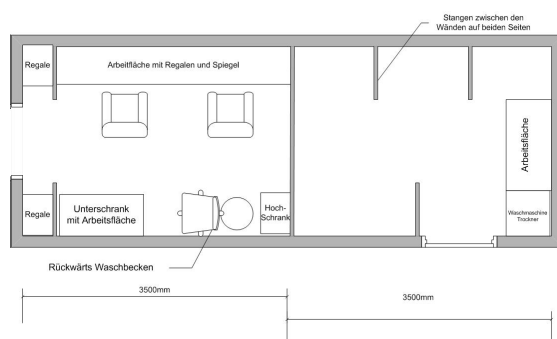 Stangen zwischen den
Wänden auf beiden Seiten
Regale
Arbeitfläche mit Regalen und Spiegel
Arbeitsfläche
Regale
Unterschrank
mit Arbeitsfläche
Hoch-
Schrank
Waschmaschine
Trockner
Rückwärts Waschbecken
3500mm
3500mm